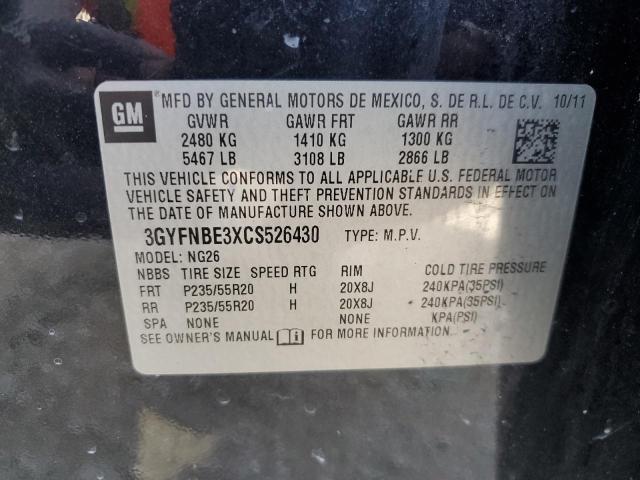 GM
MFD BY GENERAL MOTORS DE MEXICO, S. DE R.L. DE C.V. 10/11
GVWR GAWR FRT GAWR RR
2480 KG 1410 KG 1300 KG
5467 LB 3108 LB 2866 LB
THIS VEHICLE CONFORMS TO ALL APPLICABLE U.S. FEDERAL MOTOR
VEHICLE SAFETY AND THEFT PREVENTION STANDARDS IN EFFECT ON
THE DATE OF MANUFACTURE SHOWN ABOVE.
3GYFNBE3XCS526430 TYPE: M.P.V.
MODEL: NG26
NBBS TIRE SIZE SPEED RTG RIM COLD TIRE PRESSURE
FRT P235/55R20 H 20X8J 240KPA(35PSI)
RR P235/55R20 H 20X8J 240KPA(35PSI)
SPA NONE NONE KPA(PSI)
SEE OWNER'S MANUAL FOR MORE INFORMATION.